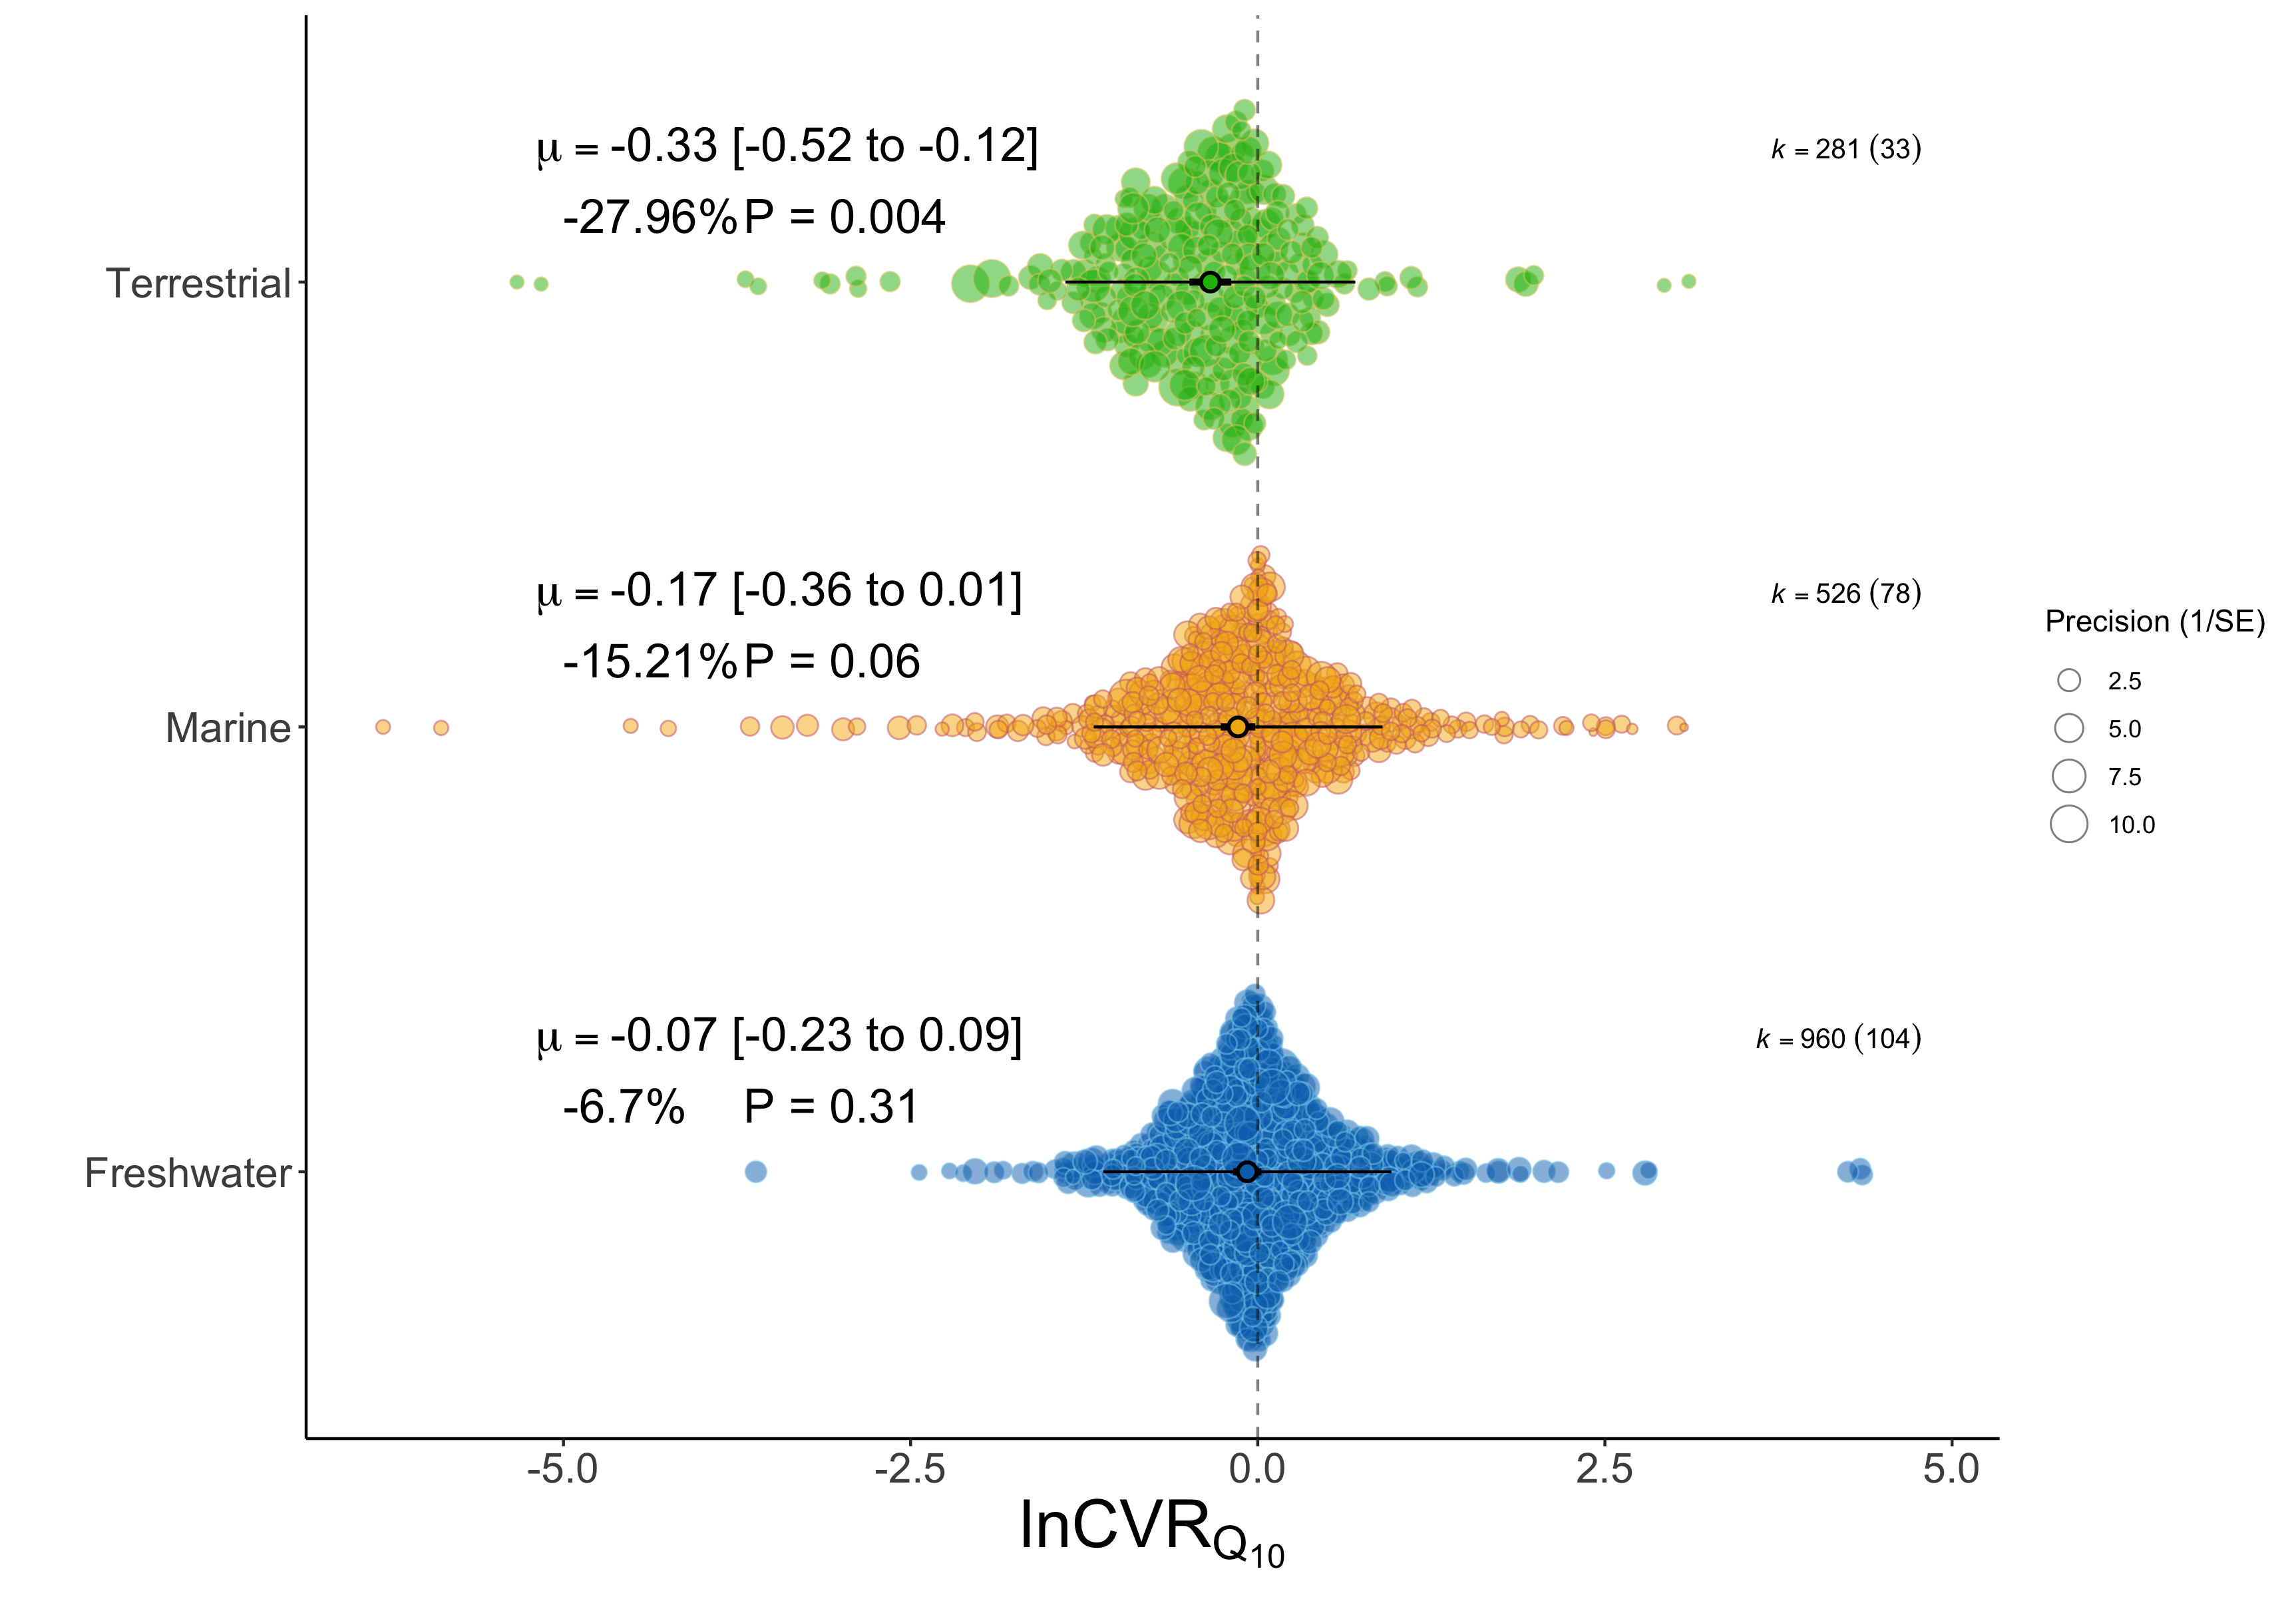 μ = -0.33 [-0.52 to -0.12]
k = 281 (33)
-27.96% P = 0.004
Terrestrial
μ = -0.17 [-0.36 to 0.01]
k = 526 (78)
-15.21% P = 0.06
Marine
Precision (1/SE)
2.5
5.0
7.5
10.0
μ = -0.07 [-0.23 to 0.09]
k = 960 (104)
-6.7% P = 0.31
Freshwater
-5.0 -2.5 0.0 2.5 5.0
lnCVR Q10